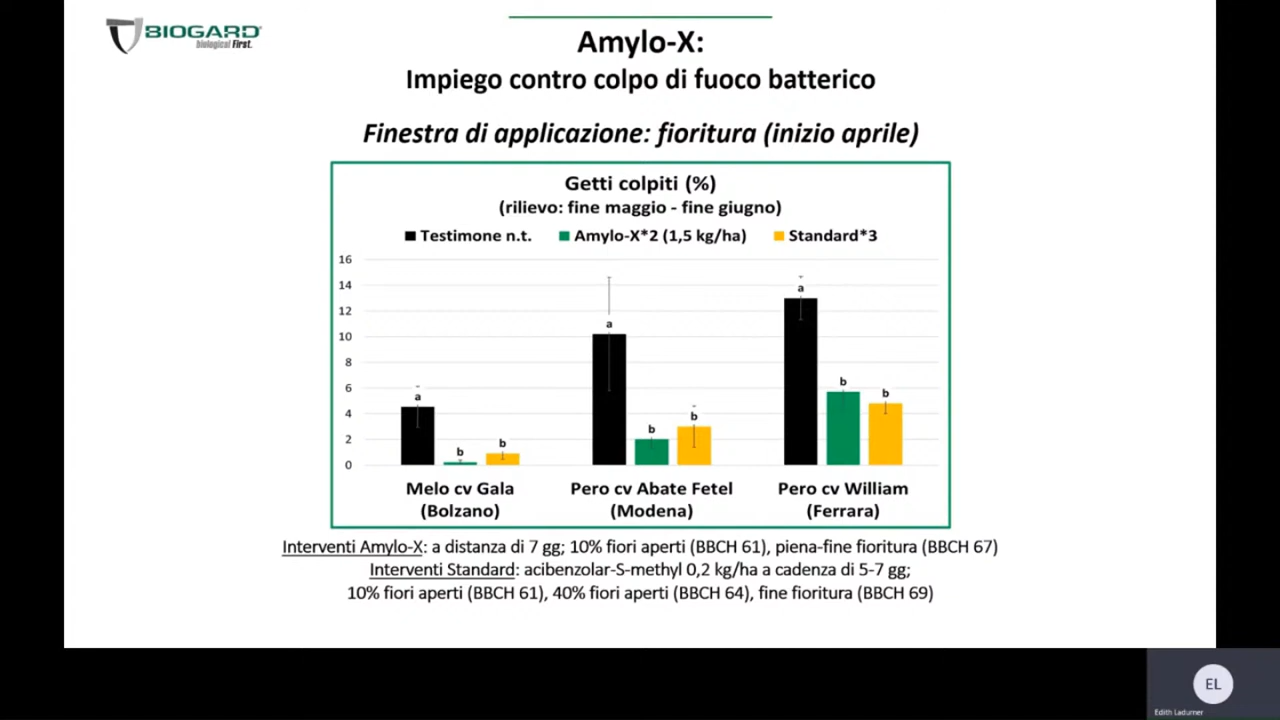 BIOGARD®
biological First.
Amylo-X:
Impiego contro colpo di fuoco batterico
Finestra di applicazione: fioritura (inizio aprile)
Getti colpiti (%)
(rilievo: fine maggio - fine giugno)
Testimone n.t. Amylo-X*2 (1,5 kg/ha) Standard*3
16
14
12
10
8
6
4
2
0
a b b
a b b
a b b
Melo cv Gala
(Bolzano)
Pero cv Abate Fetel
(Modena)
Pero cv William
(Ferrara)
Interventi Amylo-X: a distanza di 7 gg; 10% fiori aperti (BBCH 61), piena-fine fioritura (BBCH 67)
Interventi Standard: acibenzolar-S-methyl 0,2 kg/ha a cadenza di 5-7 gg;
10% fiori aperti (BBCH 61), 40% fiori aperti (BBCH 64), fine fioritura (BBCH 69)
EL
Edith Ladurner